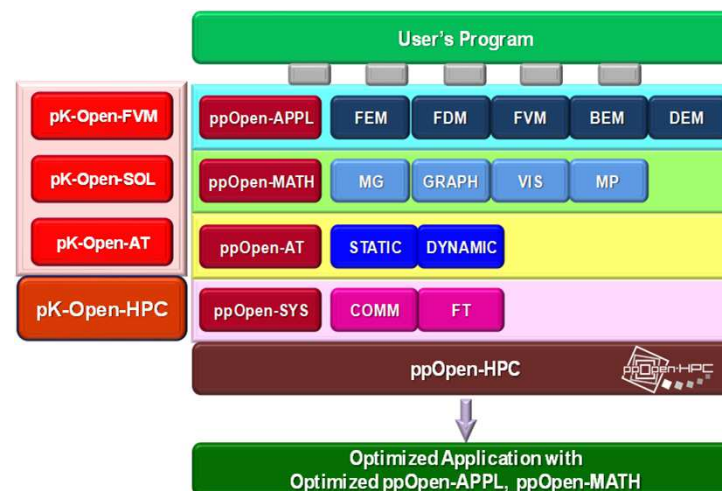 User's Program
pK-Open-FVM
ppOpen-APPL FEM FDM FVM BEM DEM
pK-Open-SOL
ppOpen-MATH MG GRAPH VIS MP
pK-Open-AT
ppOpen-AT STATIC DYNAMIC
pK-Open-HPC
ppOpen-SYS COMM FT
ppOpen-HPC
ppOpen-HPC
Optimized Application with
Optimized ppOpen-APPL, ppOpen-MATH